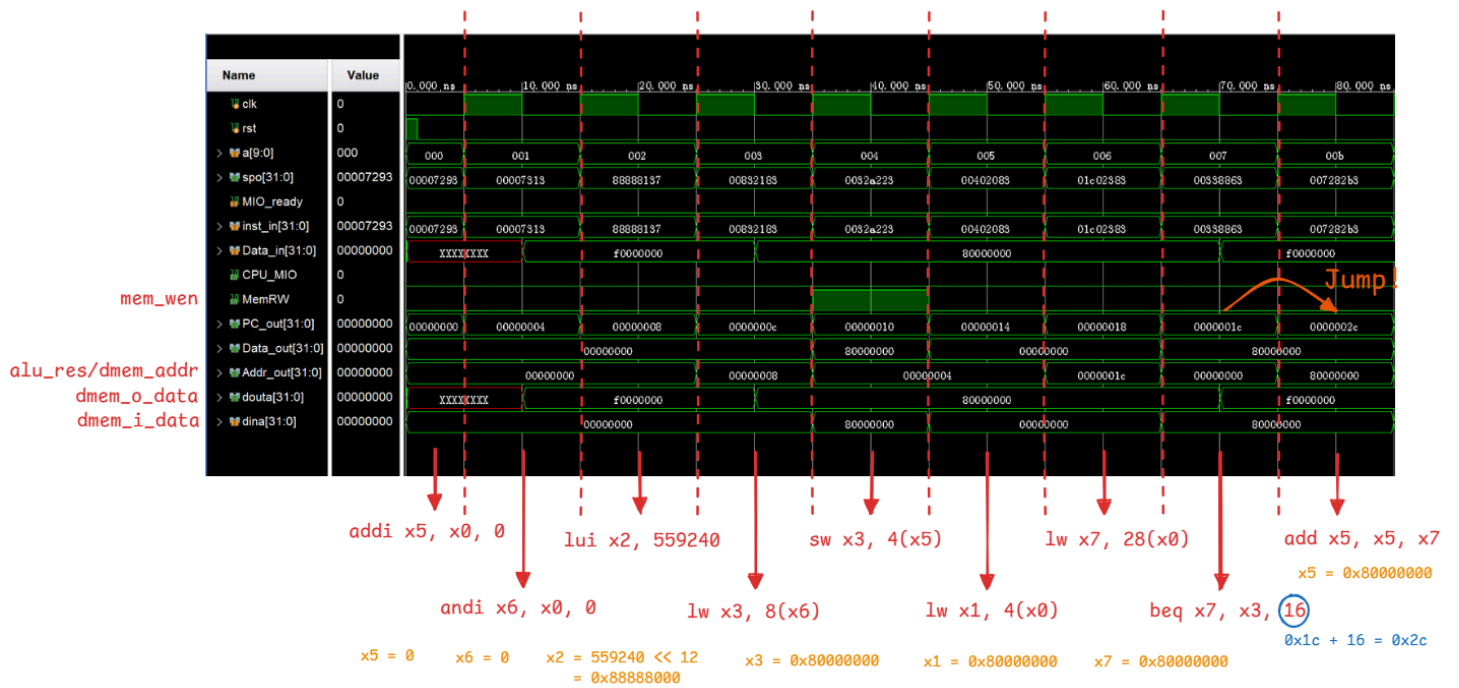 Name Value
0.000 ns 10.000 ns 20.000 ns 30.000 ns 40.000 ns 50.000 ns 60.000 ns 70.000 ns 80.000 ns
clk 0
rst 0
a[9:0] 000 000 001 002 003 004 005 006 007 00b
spo[31:0] 00007293 00007293 00007313 88888137 00832183 0032a223 00402083 01c02383 00338863 007282b3
MIO_ready 0
inst_in[31:0] 00007293 00007293 00007313 88888137 00832183 0032a223 00402083 01c02383 00338863 007282b3
Data_in[31:0] 00000000 XXXXXXXX f0000000 80000000 f0000000
CPU_MIO 0
Jump!
mem_wen MemRW 0
PC_out[31:0] 00000000 00000000 00000004 00000008 0000000c 00000010 00000014 00000018 0000001c 0000002c
Data_out[31:0] 00000000 00000000 80000000 00000000 80000000
alu_res/dmem_addr Addr_out[31:0] 00000000 00000000 00000008 00000004 0000001c 00000000 80000000
dmem_o_data douta[31:0] 00000000 XXXXXXXX f0000000 80000000 f0000000
dmem_i_data dina[31:0] 00000000 00000000 80000000 00000000 80000000
addi x5, x0, 0
lui x2, 559240
sw x3, 4(x5)
lw x7, 28(x0)
add x5, x5, x7
x5 = 0x80000000
andi x6, x0, 0
lw x3, 8(x6)
lw x1, 4(x0)
beq x7, x3, 16
0x1c + 16 = 0x2c
x5 = 0
x6 = 0
x2 = 559240 << 12
= 0x88888000
x3 = 0x80000000
x1 = 0x80000000
x7 = 0x80000000